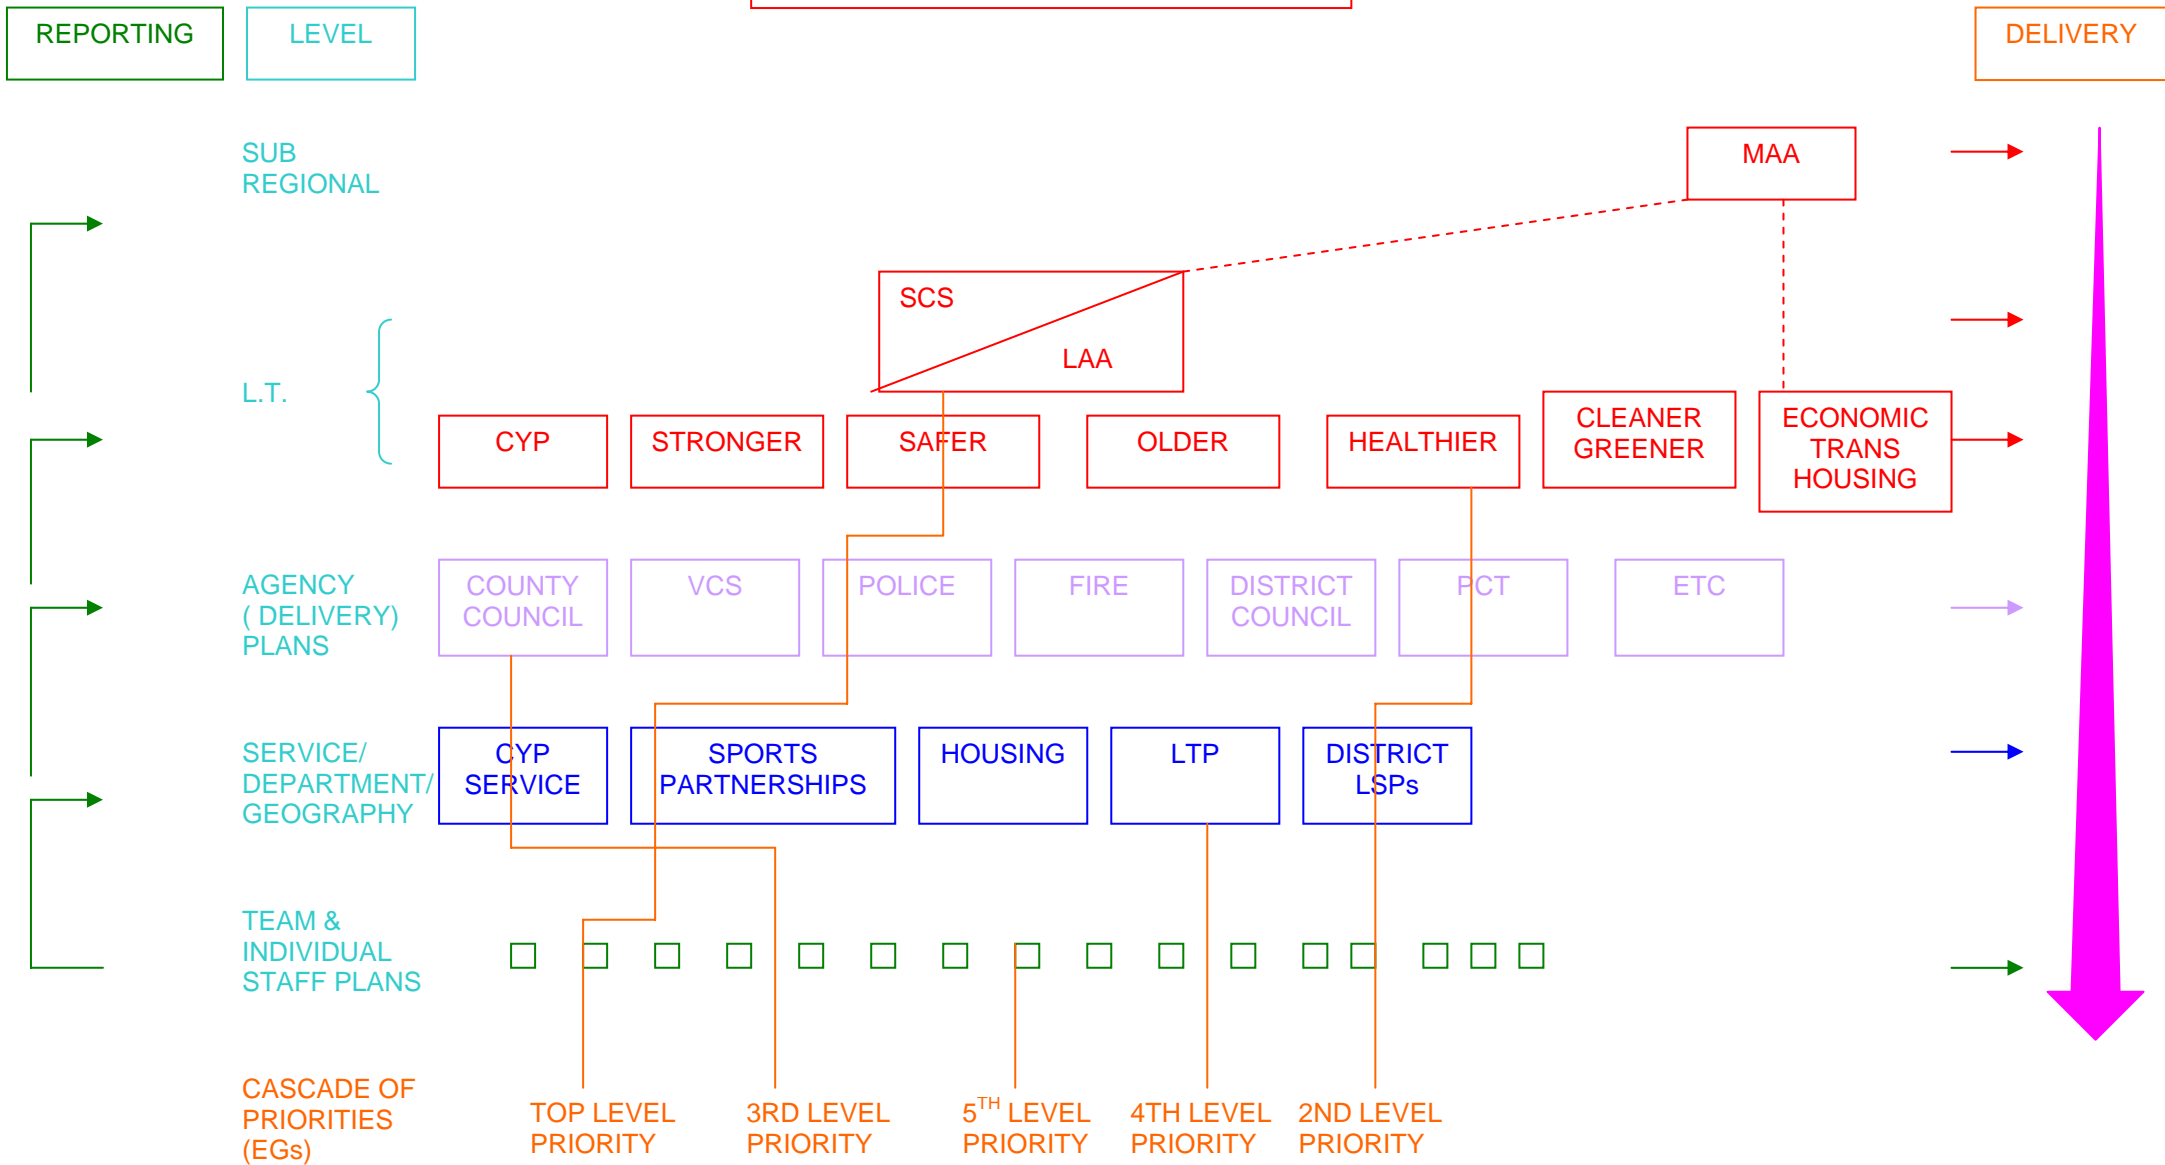 REPORTING
LEVEL
DELIVERY
SUB
REGIONAL
MAA
SCS
LAA
L.T.
CYP
STRONGER
SAFER
OLDER
HEALTHIER
CLEANER
GREENER
ECONOMIC
TRANS
HOUSING
AGENCY
( DELIVERY)
PLANS
COUNTY
COUNCIL
VCS
POLICE
FIRE
DISTRICT
COUNCIL
PCT
ETC
SERVICE/
DEPARTMENT/
GEOGRAPHY
CYP
SERVICE
SPORTS
PARTNERSHIPS
HOUSING
LTP
DISTRICT
LSPs
TEAM &
INDIVIDUAL
STAFF PLANS
CASCADE OF
PRIORITIES
(EGs)
TOP LEVEL
PRIORITY
3RD LEVEL
PRIORITY
5TH LEVEL
PRIORITY
4TH LEVEL
PRIORITY
2ND LEVEL
PRIORITY